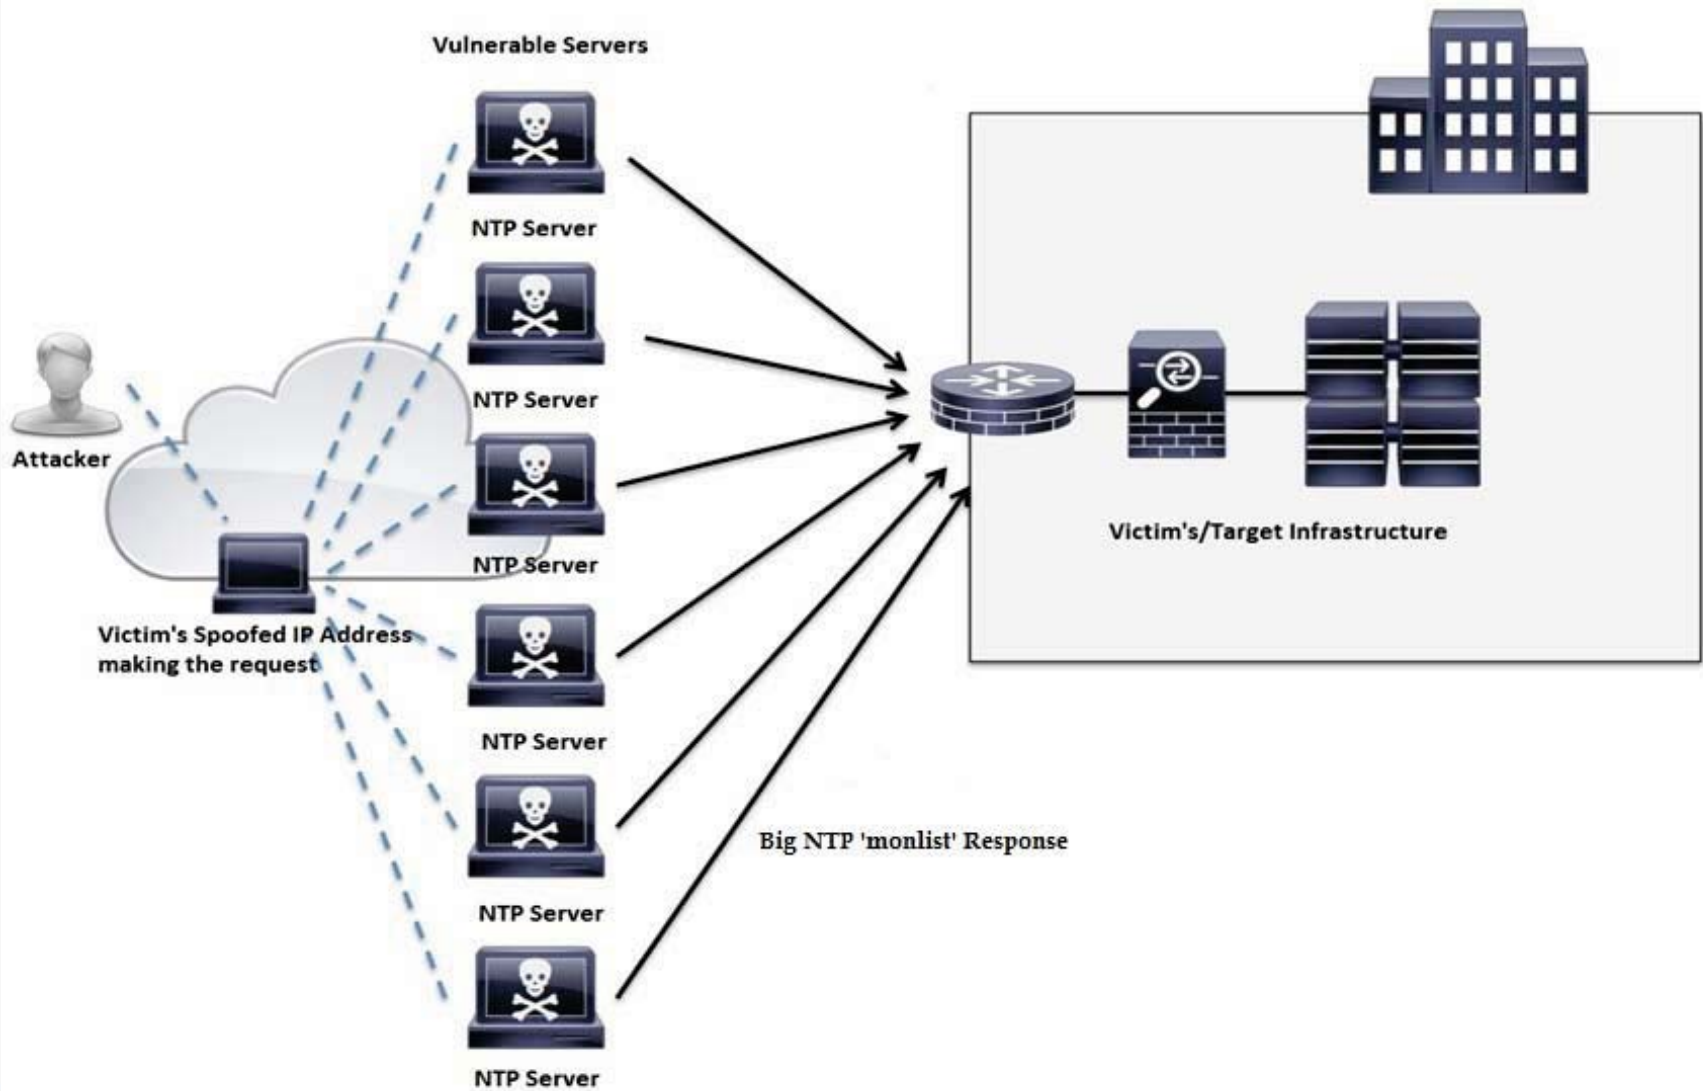 Vulnerable Servers
NTP Server
NTP Server
Attacker
NTP Server
Victim's Spoofed IP Address
making the request
NTP Server
NTP Server
NTP Server
Big NTP 'monlist' Response
Victim's/Target Infrastructure